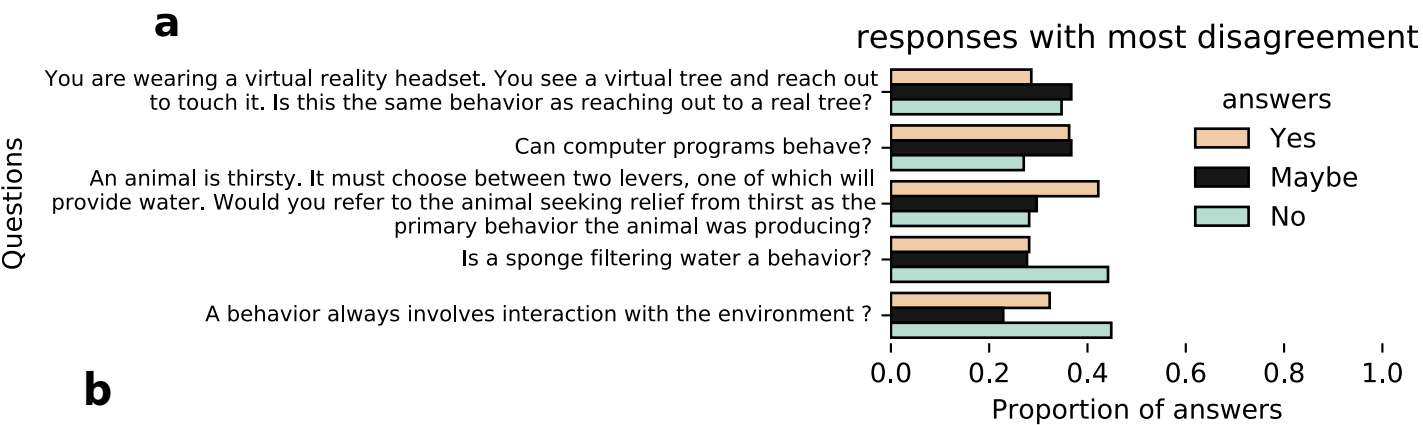 a
responses with most disagreement
You are wearing a virtual reality headset. You see a virtual tree and reach out
to touch it. Is this the same behavior as reaching out to a real tree?
Can computer programs behave?
An animal is thirsty. It must choose between two levers, one of which will
provide water. Would you refer to the animal seeking relief from thirst as the
primary behavior the animal was producing?
Is a sponge filtering water a behavior?
A behavior always involves interaction with the environment ?
Questions
answers
Yes
Maybe
No
0.0 0.2 0.4 0.6 0.8 1.0
Proportion of answers
b